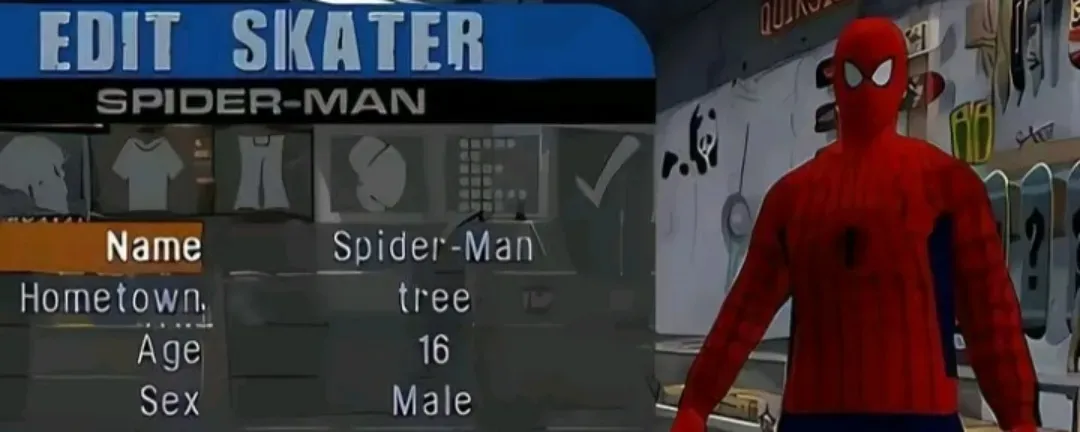 EDIT SKATER
SPIDER-MAN
Name Spider-Man
Hometown. tree
Age 16
Sex Male